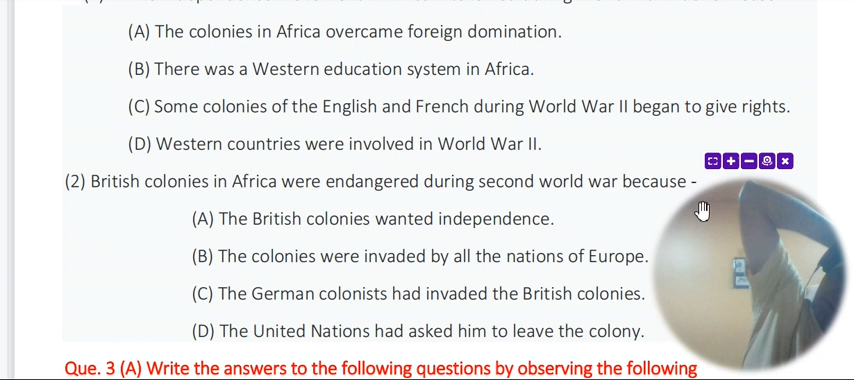 (A) The colonies in Africa overcame foreign domination.
(B) There was a Western education system in Africa.
(C) Some colonies of the English and French during World War II began to give rights.
(D) Western countries were involved in World War II.
(2) British colonies in Africa were endangered during second world war because -
(A) The British colonies wanted independence.
(B) The colonies were invaded by all the nations of Europe.
(C) The German colonists had invaded the British colonies.
(D) The United Nations had asked him to leave the colony.
Que. 3 (A) Write the answers to the following questions by observing the following